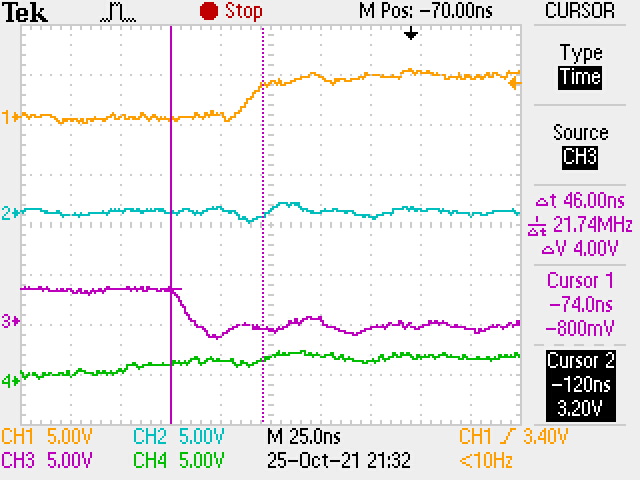 Tek Stop M Pos: -70.00ns CURSOR
Type
Time
Source
CH3
Δt 46.00ns
1/Δt 21.74MHz
ΔV 4.00V
Cursor 1
-74.0ns
-800mV
Cursor 2
-120ns
3.20V
1
2
3
4
CH1 5.00V CH2 5.00V M 25.0ns CH1 3.40V
CH3 5.00V CH4 5.00V 25-Oct-21 21:32 <10Hz